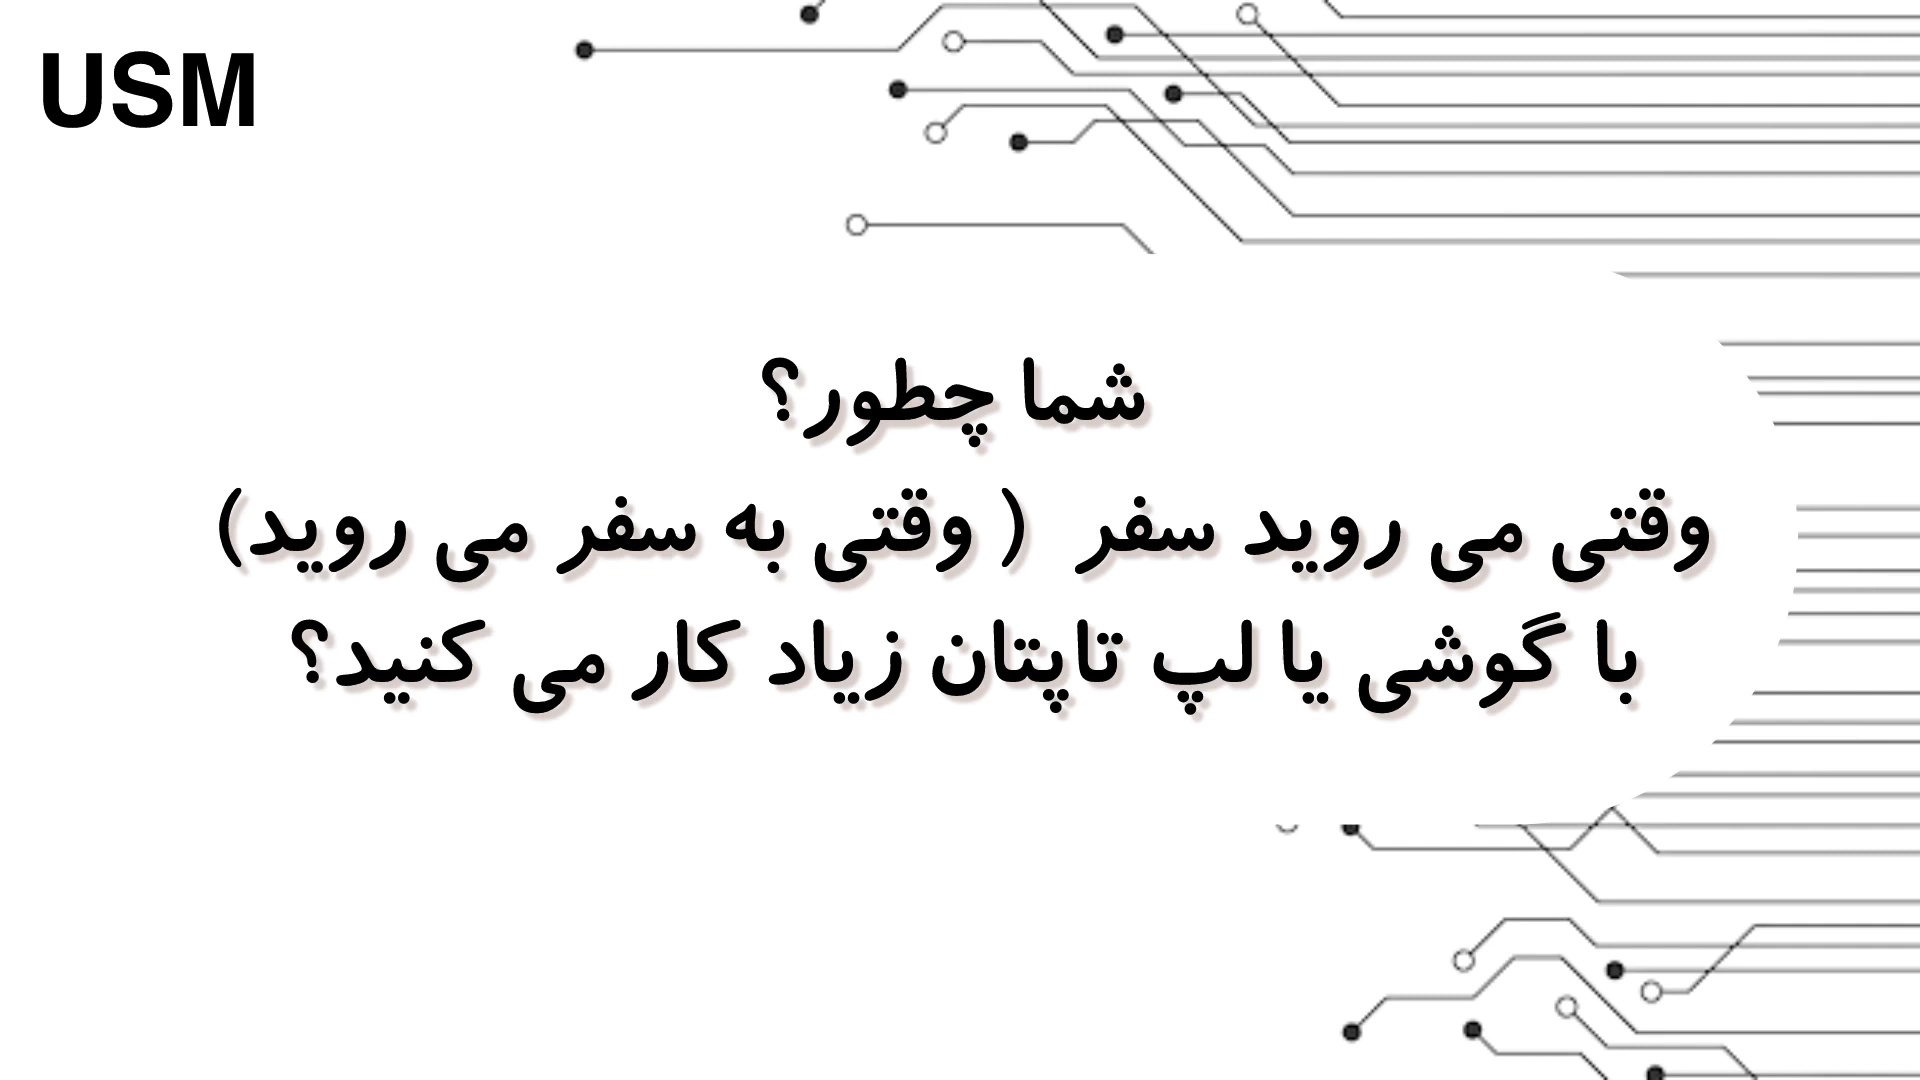 USM
شما چطور؟
وقتی می روید سفر ( وقتی به سفر می روید)
با گوشی یا لپ تاپتان زیاد کار می کنید؟